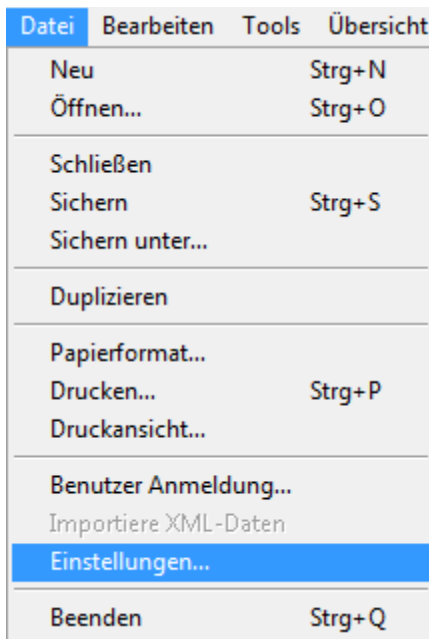 Datei Bearbeiten Tools Übersicht
Neu Strg+N
Öffnen... Strg+O
Schließen
Sichern Strg+S
Sichern unter...
Duplizieren
Papierformat...
Drucken... Strg+P
Druckansicht...
Benutzer Anmeldung...
Importiere XML-Daten
Einstellungen...
Beenden Strg+Q